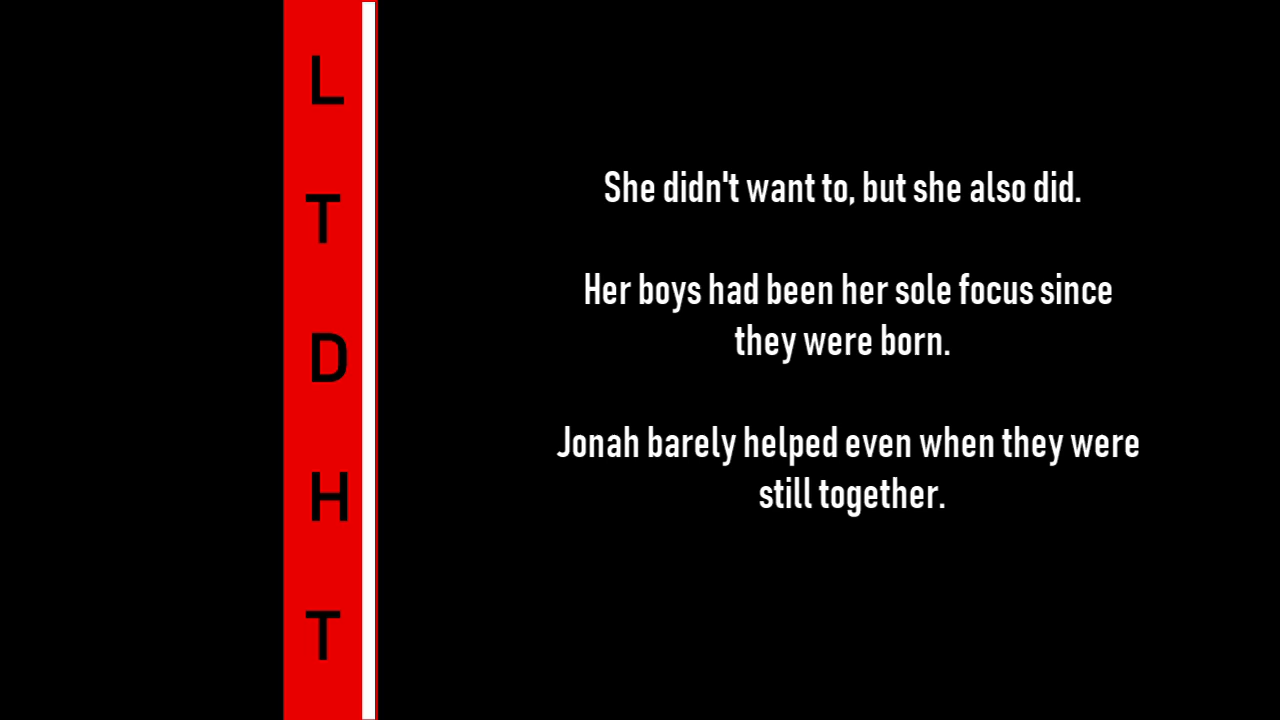 L
T
D
H
T
She didn't want to, but she also did.
Her boys had been her sole focus since
they were born.
Jonah barely helped even when they were
still together.